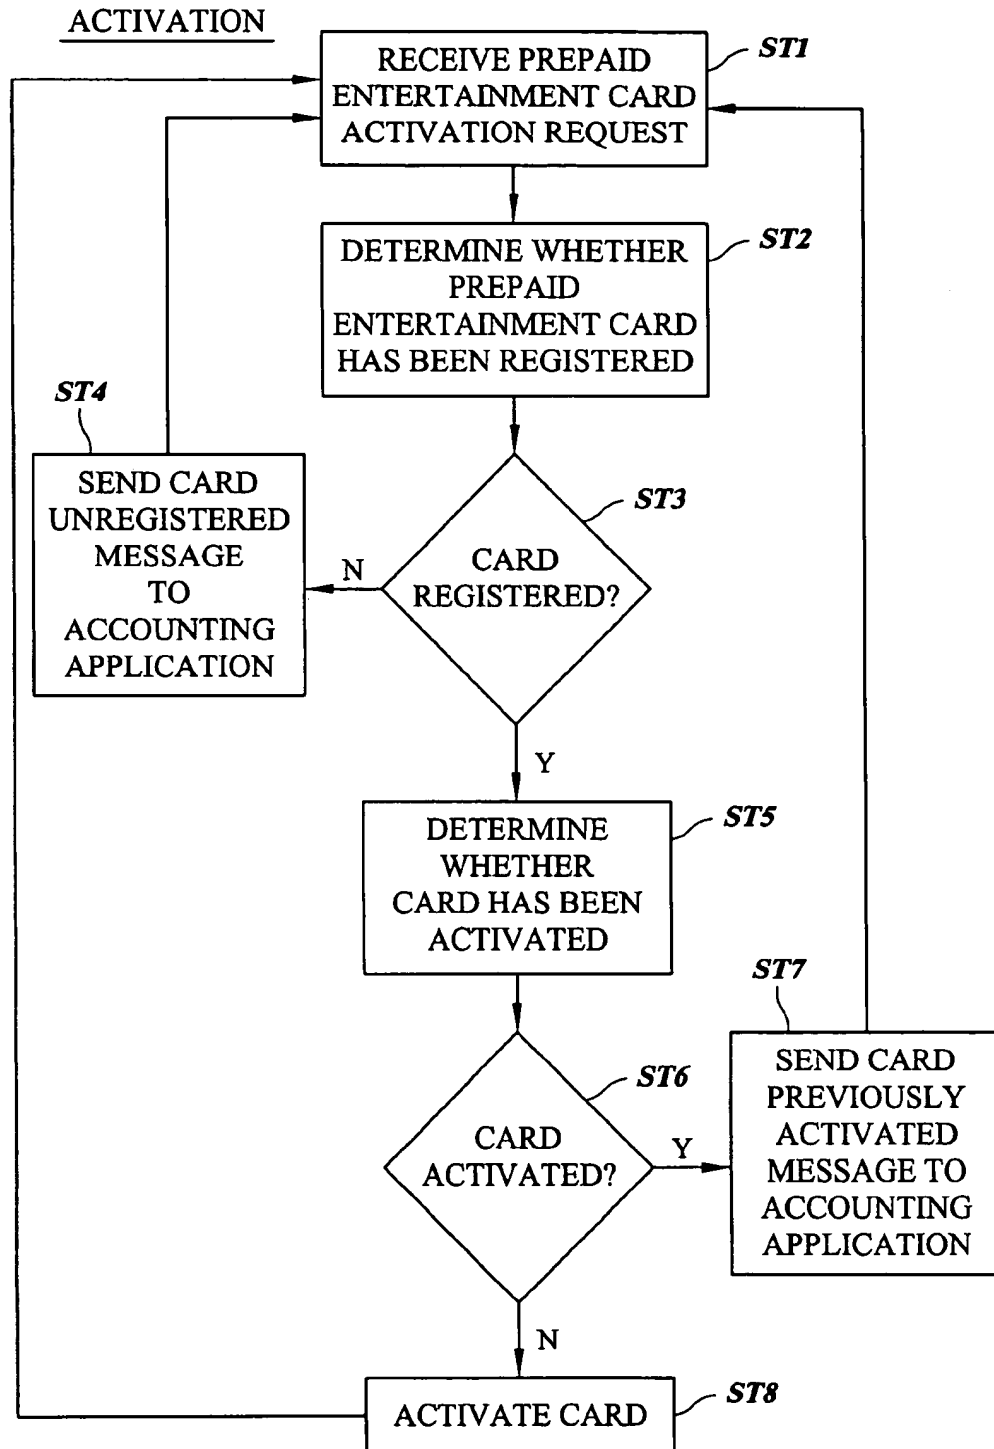 ACTIVATION
RECEIVE PREPAID
ENTERTAINMENT CARD
ACTIVATION REQUEST
ST1
DETERMINE WHETHER
PREPAID
ENTERTAINMENT CARD
HAS BEEN REGISTERED
ST2
ST4
SEND CARD
UNREGISTERED
MESSAGE
TO
ACCOUNTING
APPLICATION
N
CARD
REGISTERED?
ST3
Y
DETERMINE
WHETHER
CARD HAS BEEN
ACTIVATED
ST5
CARD
ACTIVATED?
ST6
Y
ST7
SEND CARD
PREVIOUSLY
ACTIVATED
MESSAGE TO
ACCOUNTING
APPLICATION
N
ACTIVATE CARD
ST8